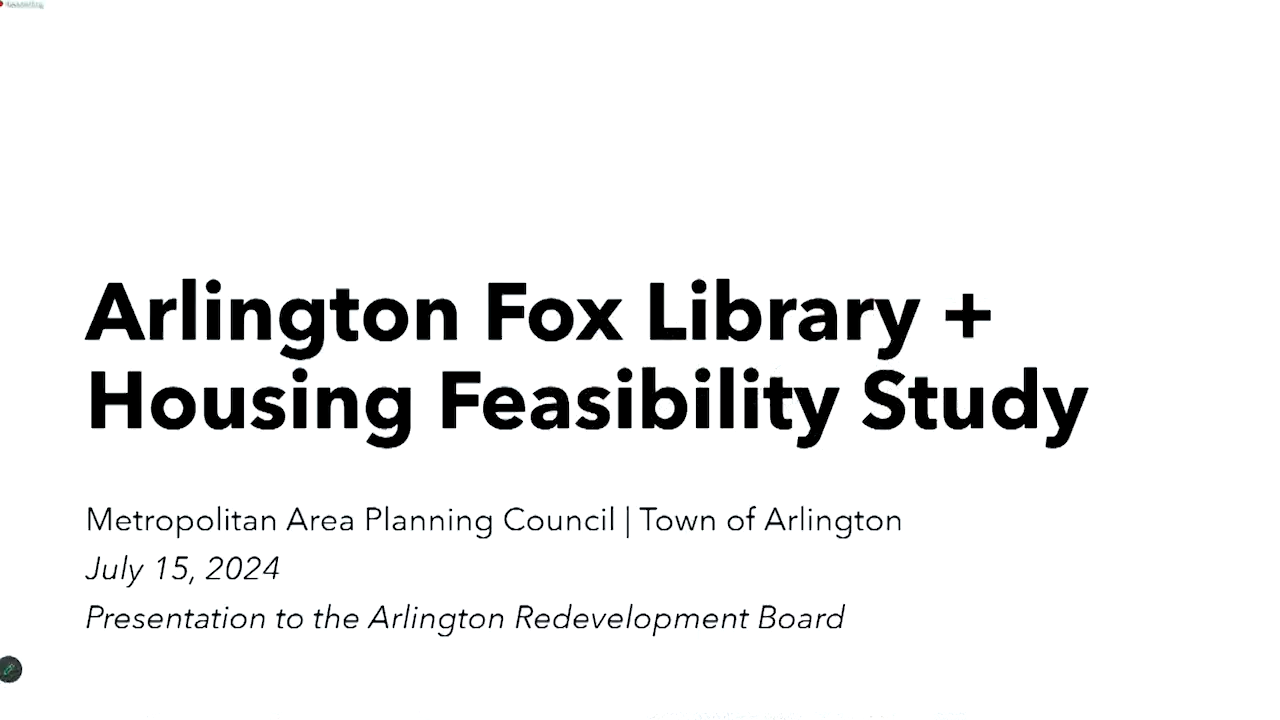 Arlington Fox Library +
Housing Feasibility Study
Metropolitan Area Planning Council | Town of Arlington
July 15, 2024
Presentation to the Arlington Redevelopment Board